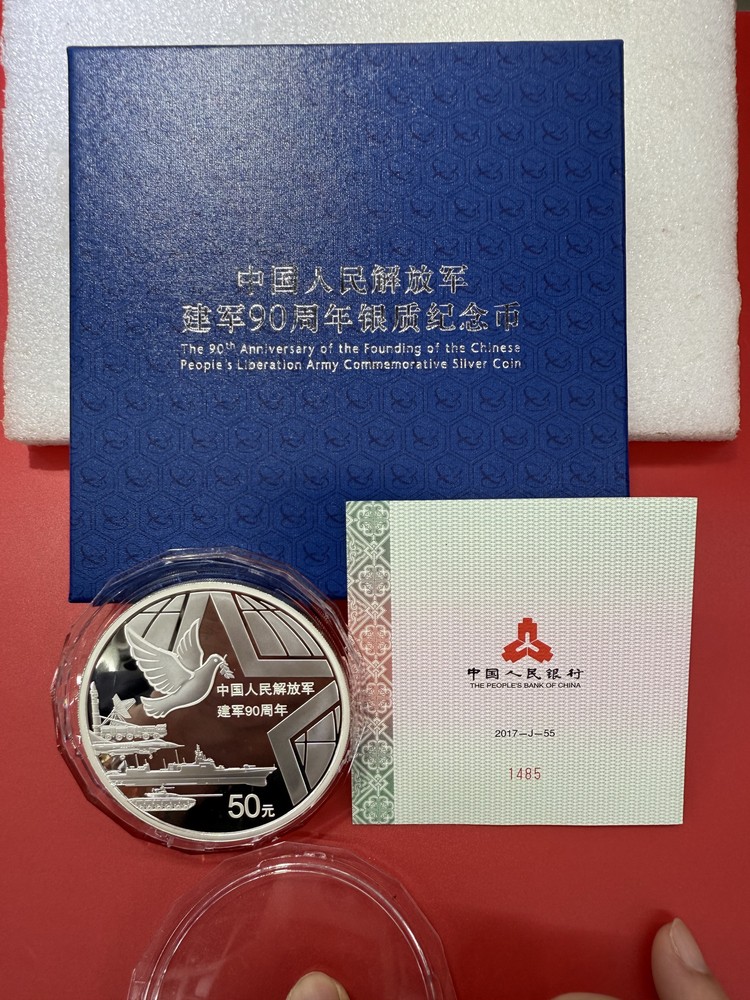 中国人民解放军
建军90周年银质纪念币
The 90th Anniversary of the Founding of the Chinese
People's Liberation Army Commemorative Silver Coin
中国人民解放军
建军90周年
50元
中国人民银行
THE PEOPLE'S BANK OF CHINA
2017-J-55
1485